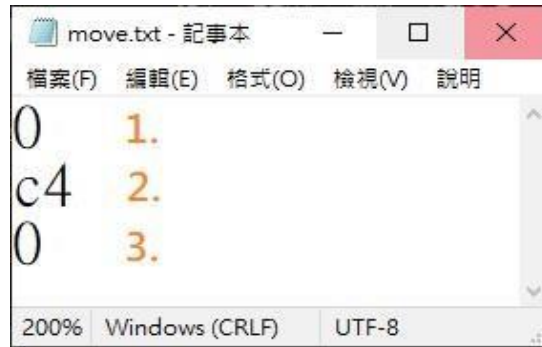 move.txt - 記事本
檔案(F) 編輯(E) 格式(O) 檢視(V) 說明
0 1.
c4 2.
0 3.
200% Windows (CRLF) UTF-8